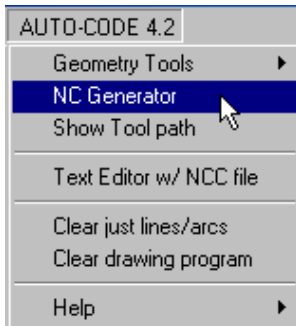 AUTO-CODE 4.2
Geometry Tools
NC Generator
Show Tool path
Text Editor w/ NCC file
Clear just lines/arcs
Clear drawing program
Help